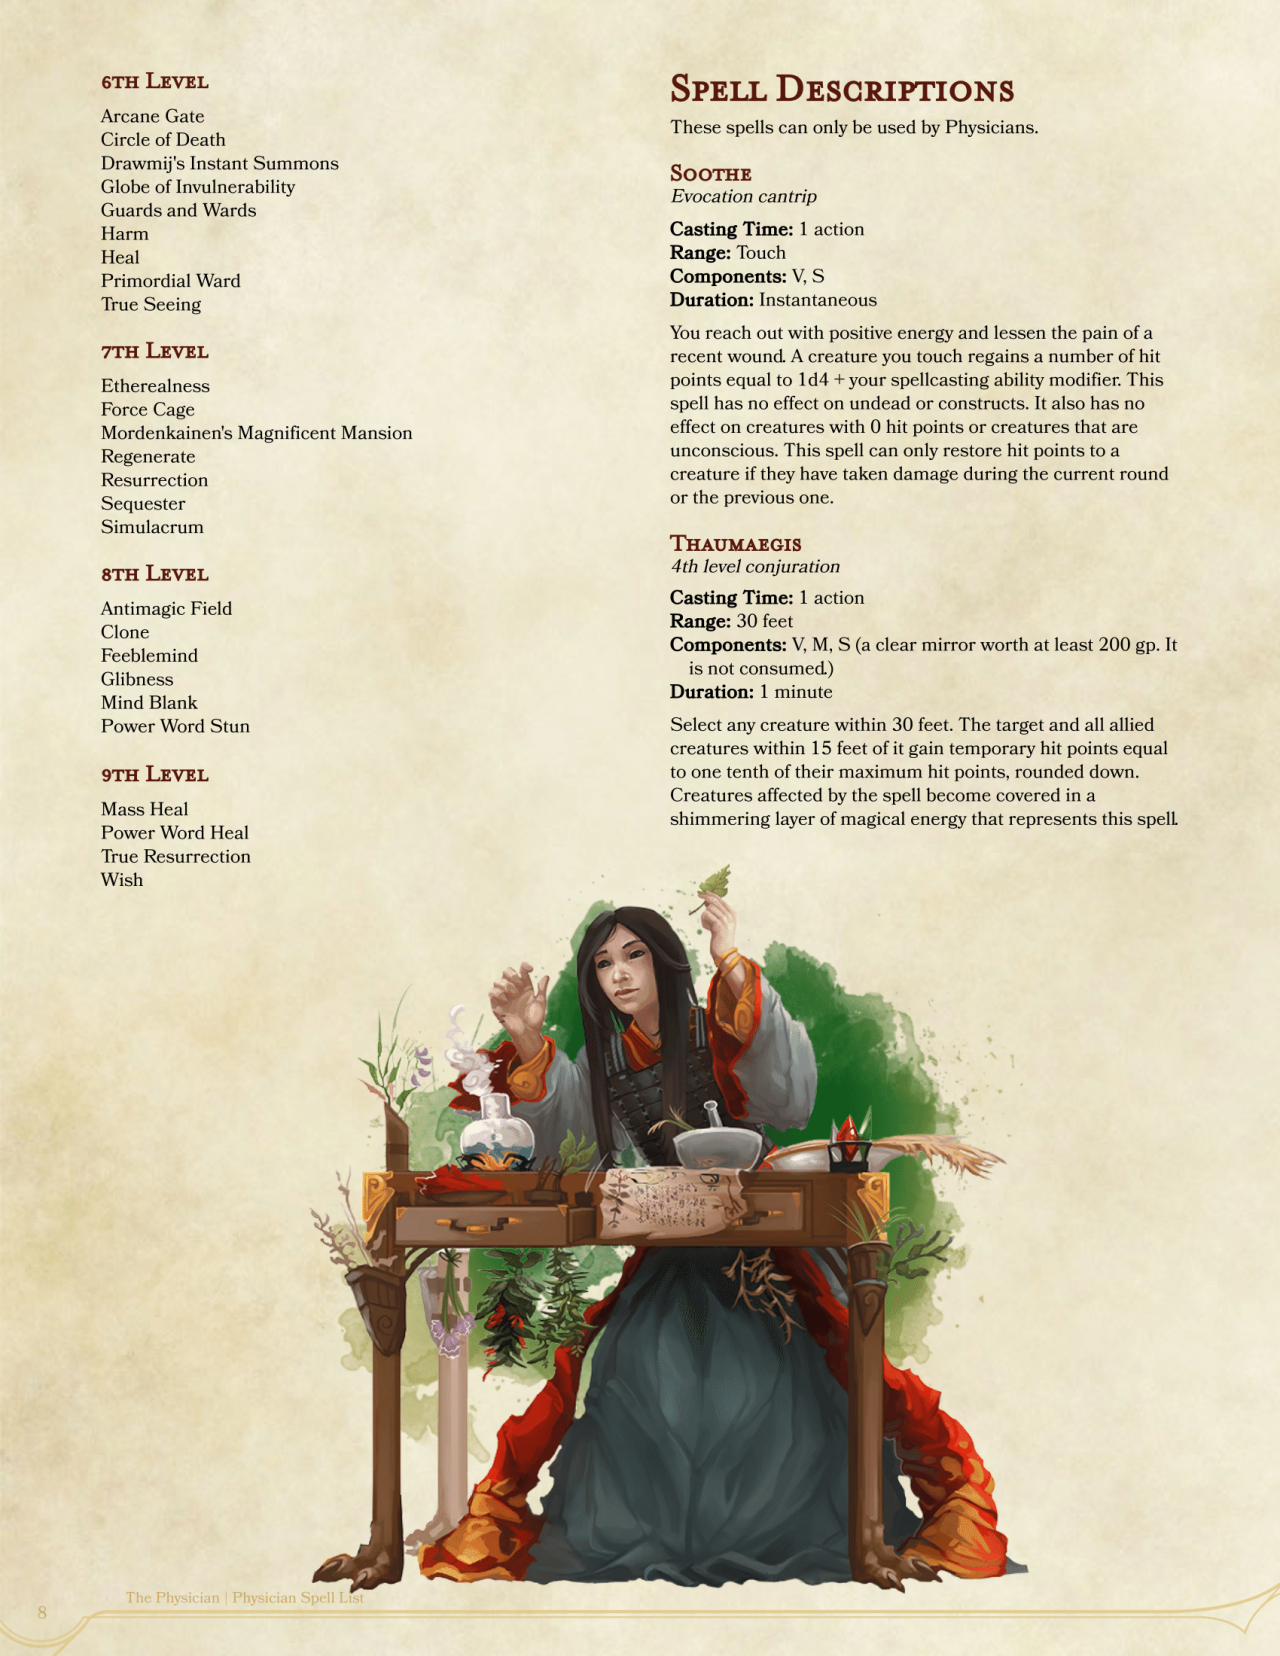 6th Level
Arcane Gate
Circle of Death
Drawmij's Instant Summons
Globe of Invulnerability
Guards and Wards
Harm
Heal
Primordial Ward
True Seeing
7th Level
Etherealness
Force Cage
Mordenkainen's Magnificent Mansion
Regenerate
Resurrection
Sequester
Simulacrum
8th Level
Antimagic Field
Clone
Feeblemind
Glibness
Mind Blank
Power Word Stun
9th Level
Mass Heal
Power Word Heal
True Resurrection
Wish
Spell Descriptions
These spells can only be used by Physicians.
Soothe
Evocation cantrip
Casting Time: 1 action
Range: Touch
Components: V, S
Duration: Instantaneous
You reach out with positive energy and lessen the pain of a
recent wound. A creature you touch regains a number of hit
points equal to 1d4 + your spellcasting ability modifier. This
spell has no effect on undead or constructs. It also has no
effect on creatures with 0 hit points or creatures that are
unconscious. This spell can only restore hit points to a
creature if they have taken damage during the current round
or the previous one.
Thaumaegis
4th level conjuration
Casting Time: 1 action
Range: 30 feet
Components: V, M, S (a clear mirror worth at least 200 gp. It
is not consumed.)
Duration: 1 minute
Select any creature within 30 feet. The target and all allied
creatures within 15 feet of it gain temporary hit points equal
to one tenth of their maximum hit points, rounded down.
Creatures affected by the spell become covered in a
shimmering layer of magical energy that represents this spell.
The Physician | Physician Spell List
8